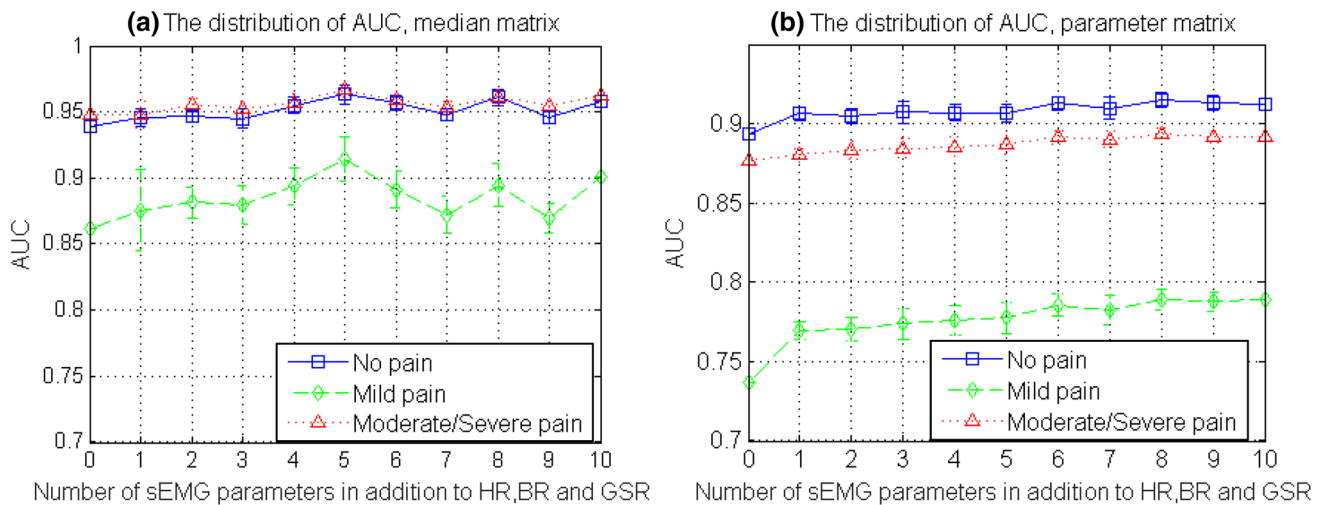 (a) The distribution of AUC, median matrix
1
0.95
0.9
0.85
0.8
0.75
0.7
AUC
No pain
Mild pain
Moderate/Severe pain
0 1 2 3 4 5 6 7 8 9 10
Number of sEMG parameters in addition to HR,BR and GSR
(b) The distribution of AUC, parameter matrix
0.9
0.85
0.8
0.75
0.7
AUC
No pain
Mild pain
Moderate/Severe pain
0 1 2 3 4 5 6 7 8 9 10
Number of sEMG parameters in addition to HR,BR and GSR